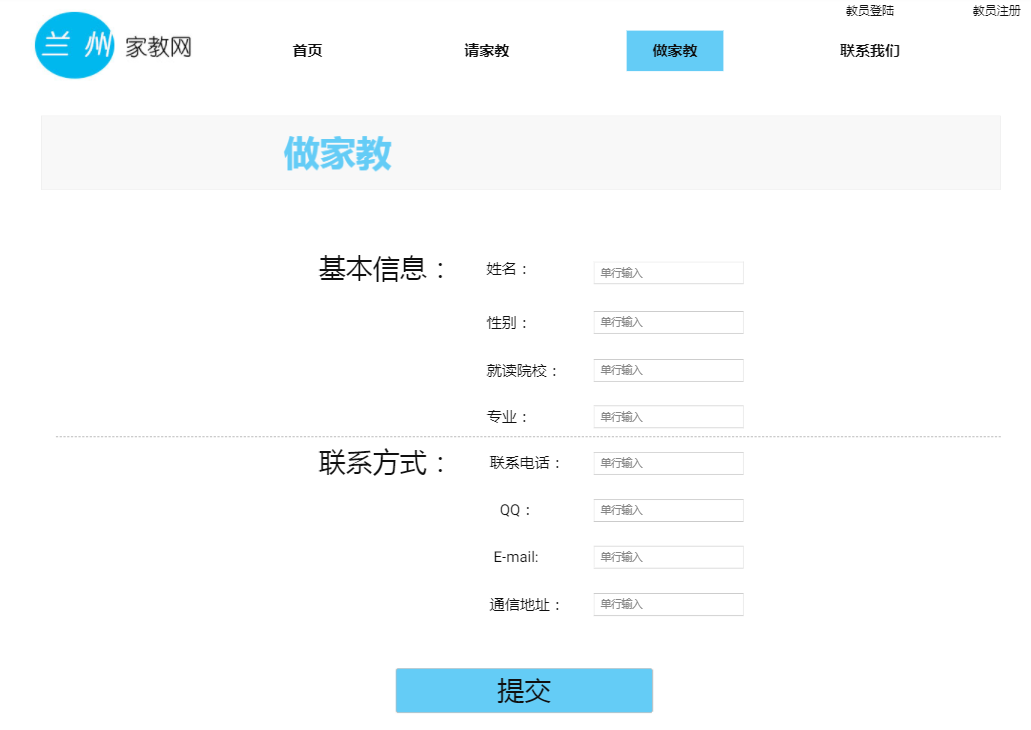 教员登陆 教员注册
兰 州 家教网 首页 请家教 做家教 联系我们
做家教
基本信息： 姓名： 单行输入
性别： 单行输入
就读院校： 单行输入
专业： 单行输入
联系方式： 联系电话： 单行输入
QQ： 单行输入
E-mail: 单行输入
通信地址： 单行输入
提交